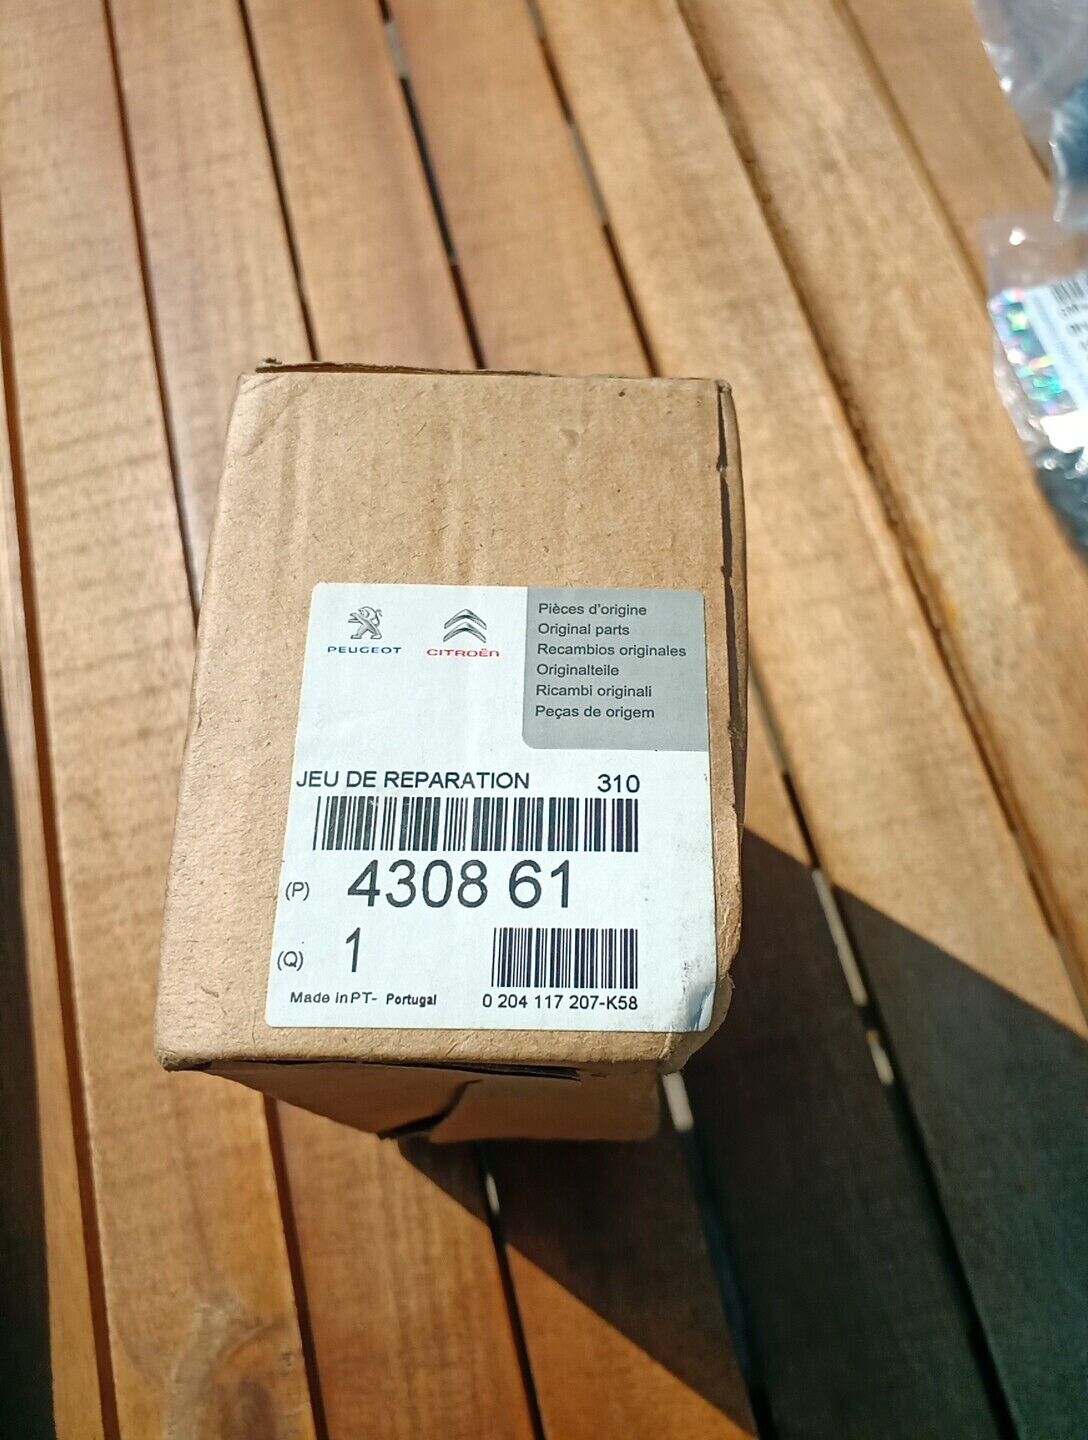 PEUGEOT
CITROËN
Pièces d'origine
Original parts
Recambios originales
Originalteile
Ricambi originali
Peças de origem
JEU DE REPARATION 310
(P) 4308 61
(Q) 1
Made in PT- Portugal 0 204 117 207-K58